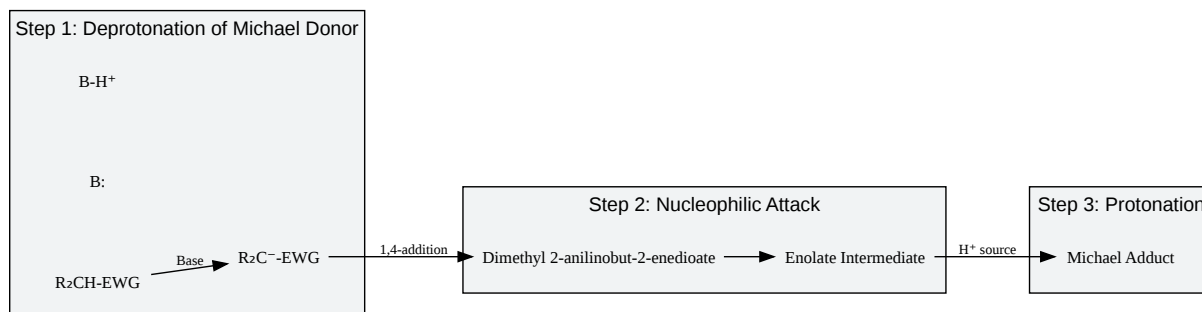 Step 1: Deprotonation of Michael Donor
B-H⁺
B:
R₂CH-EWG
Base
R₂C⁻-EWG
1,4-addition
Step 2: Nucleophilic Attack
Dimethyl 2-anilinobut-2-enedioate
Enolate Intermediate
H⁺ source
Step 3: Protonation
Michael Adduct